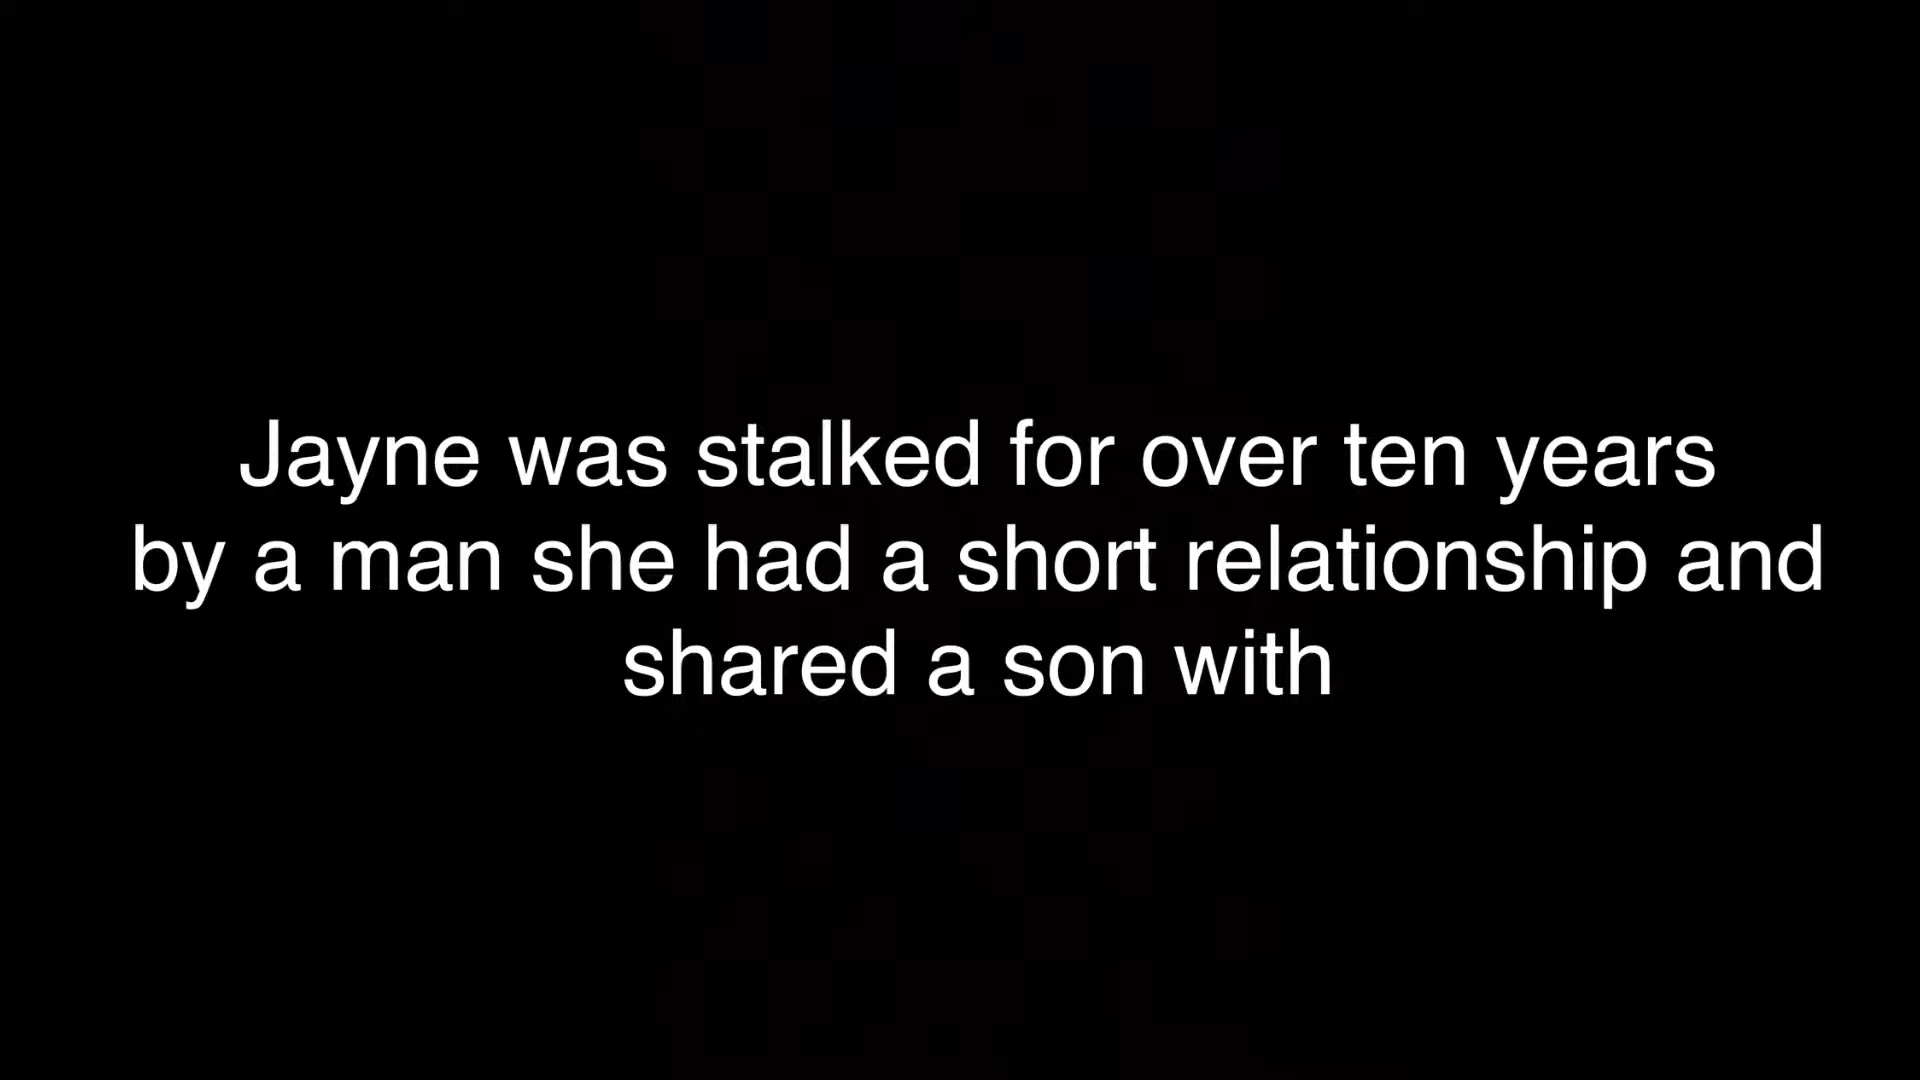 Jayne was stalked for over ten years
by a man she had a short relationship and
shared a son with